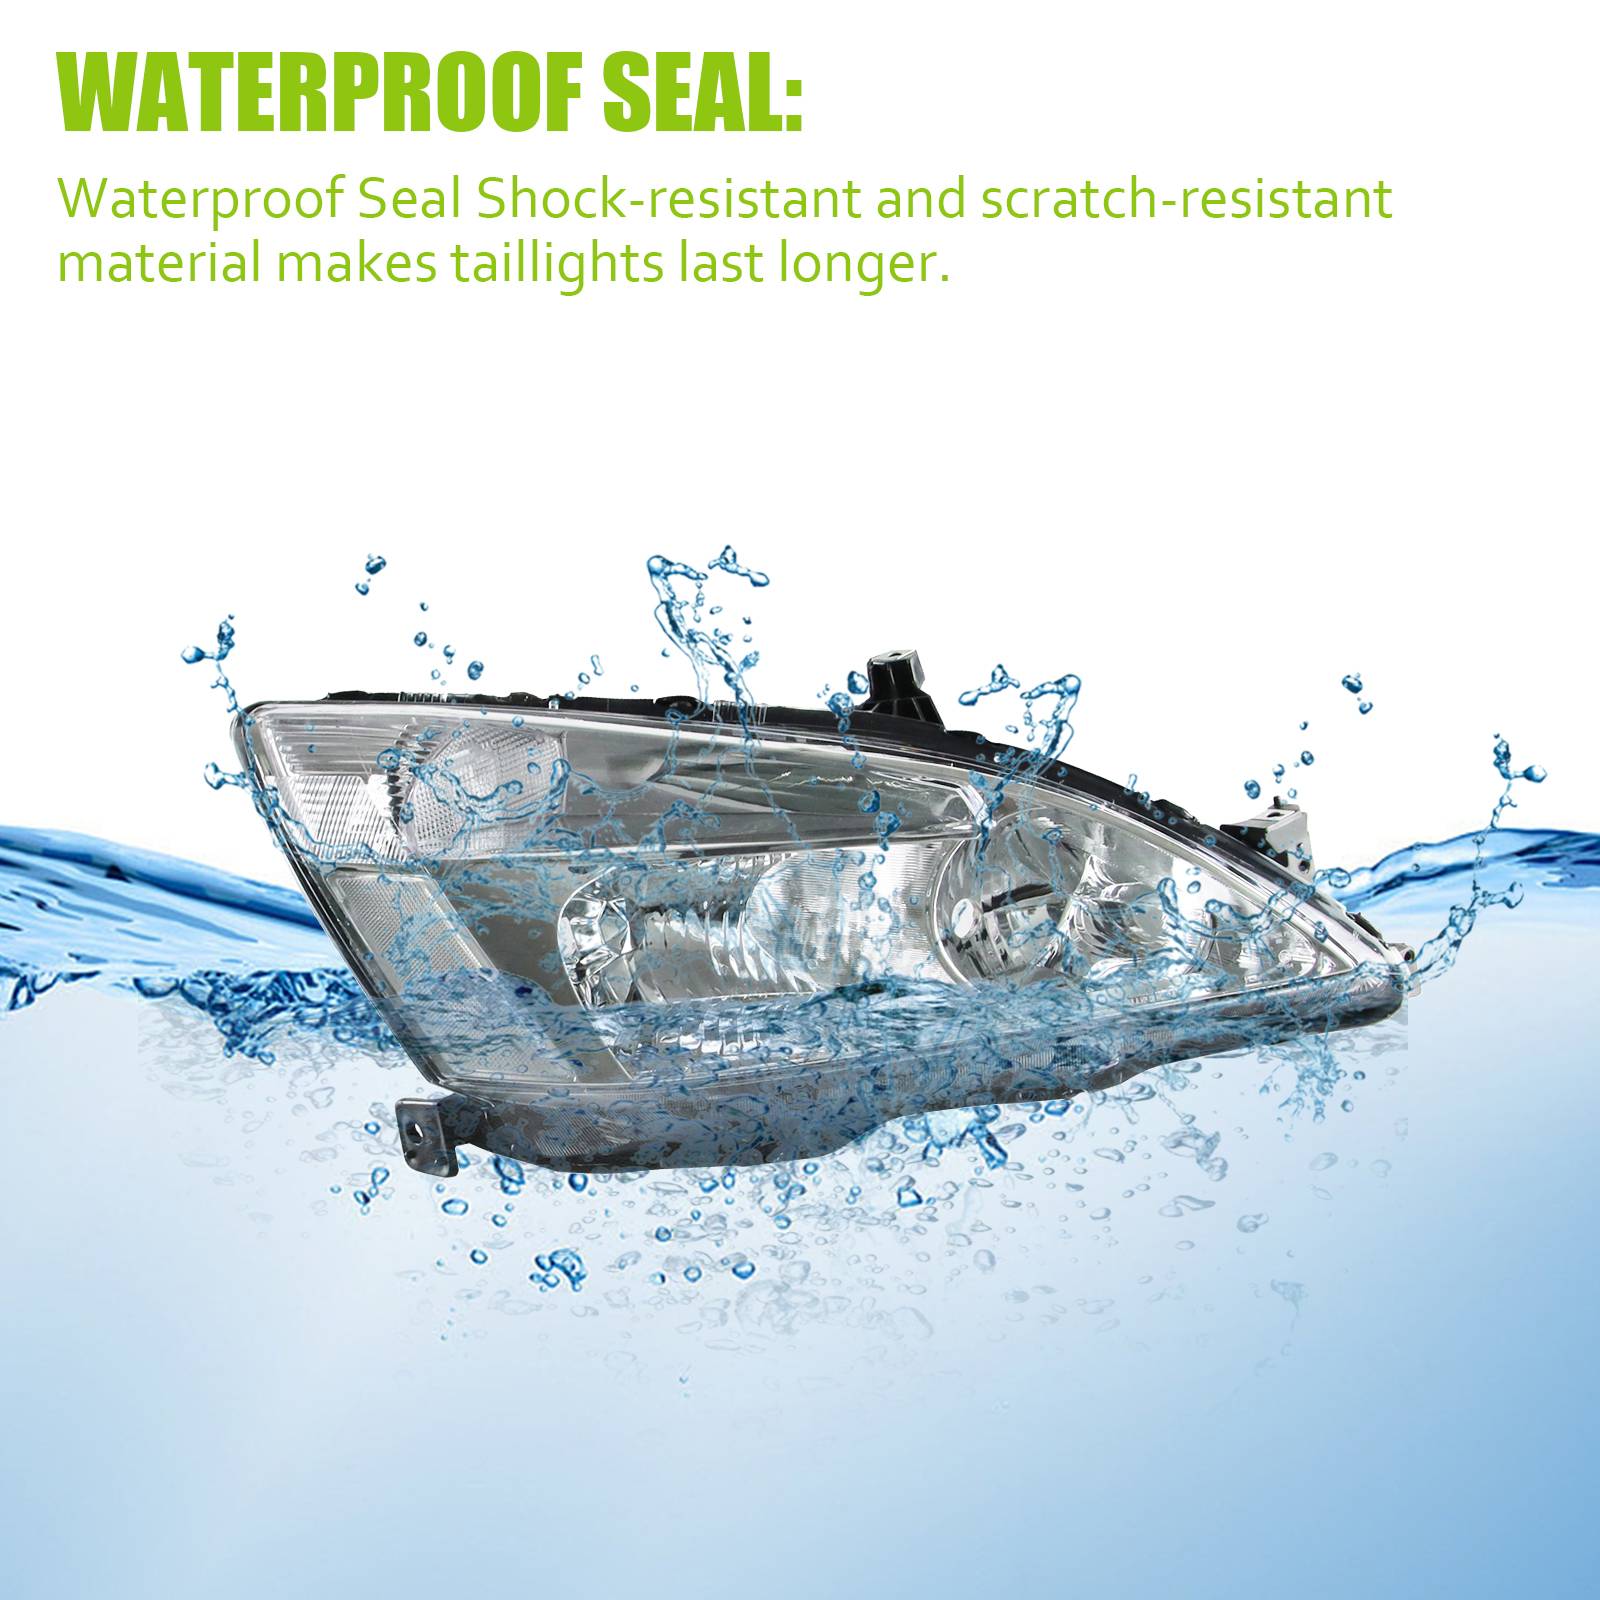 WATERPROOF SEAL:
Waterproof Seal Shock-resistant and scratch-resistant
material makes taillights last longer.